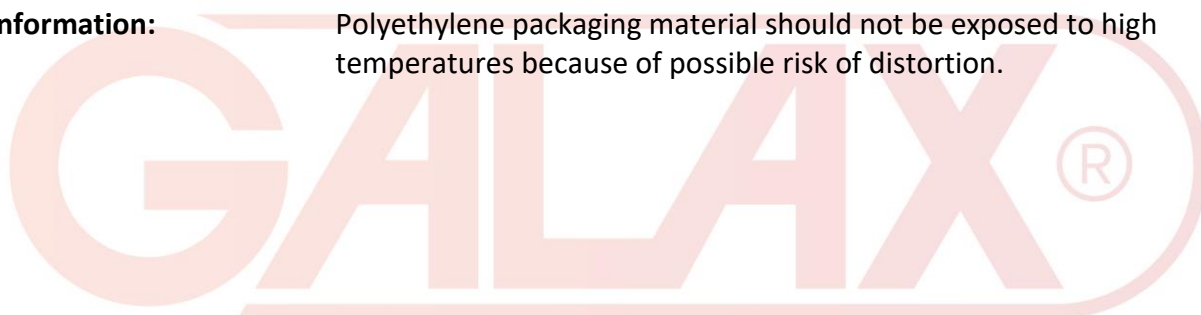 nformation: Polyethylene packaging material should not be exposed to high
temperatures because of possible risk of distortion.
GALAX®